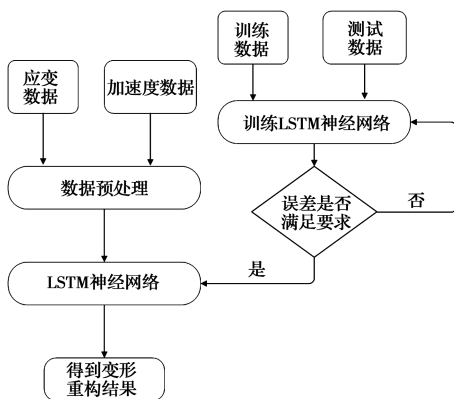 训练
数据
测试
数据
应变
数据
加速度数据
训练LSTM神经网络
数据预处理
误差是否
满足要求
否
是
LSTM神经网络
得到变形
重构结果